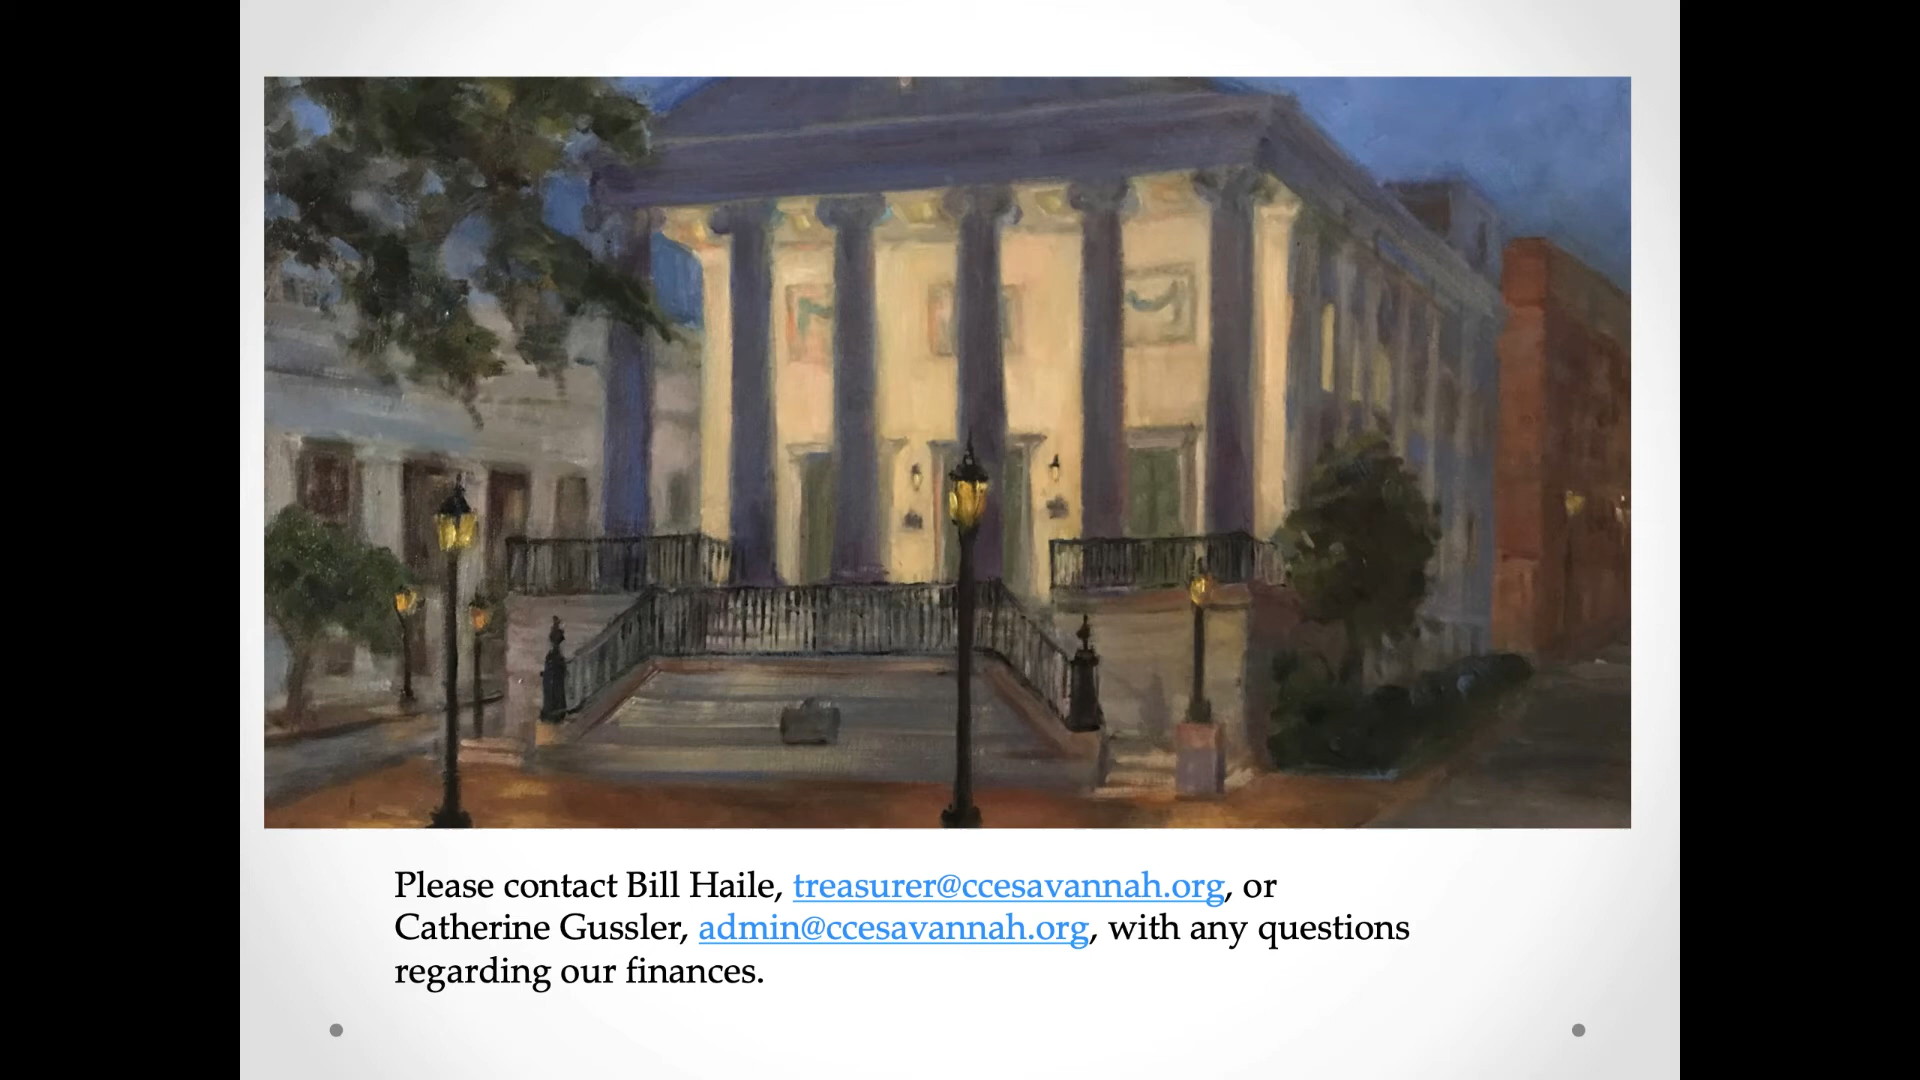 Please contact Bill Haile, treasurer@ccesavannah.org, or
Catherine Gussler, admin@ccesavannah.org, with any questions
regarding our finances.